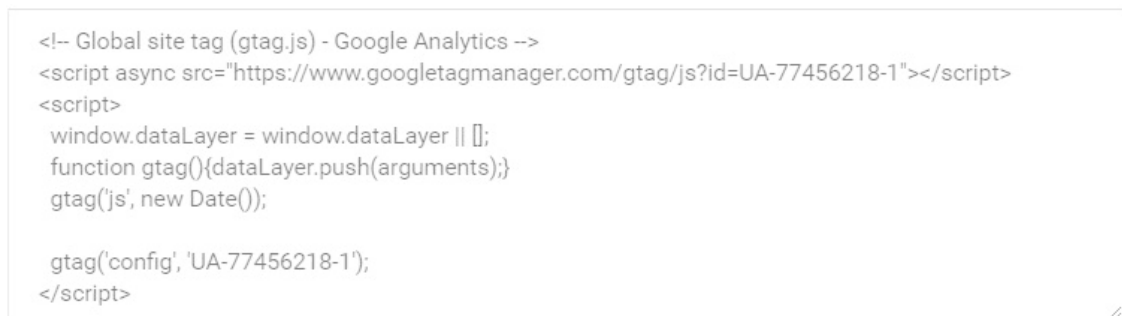 <!-- Global site tag (gtag.js) - Google Analytics -->
<script async src="https://www.googletagmanager.com/gtag/js?id=UA-77456218-1"></script>
<script>
window.dataLayer = window.dataLayer || [];
function gtag(){dataLayer.push(arguments);}
gtag('js', new Date());
gtag('config', 'UA-77456218-1');
</script>